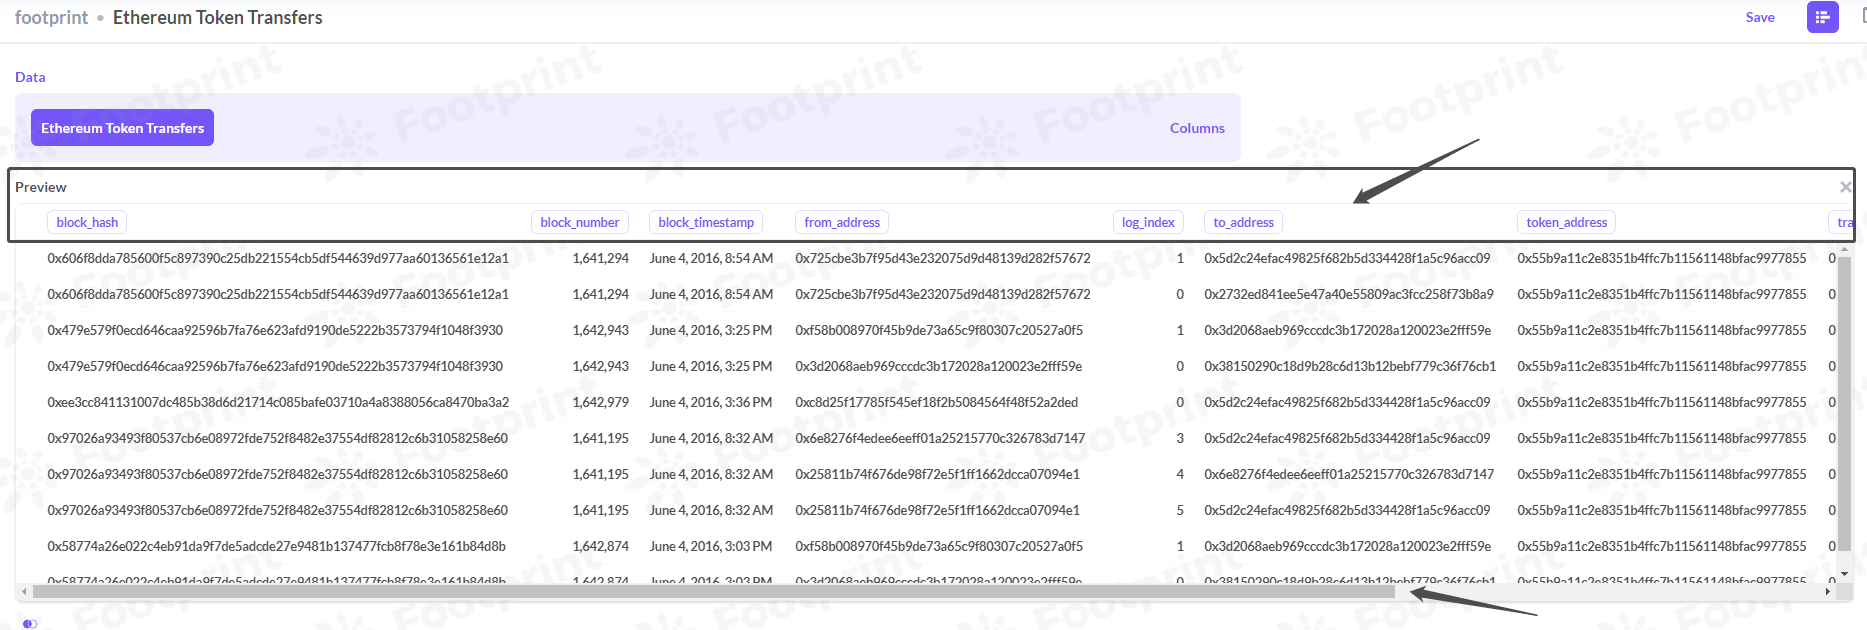 footprint • Ethereum Token Transfers Save
Data
Ethereum Token Transfers Columns
Preview
block_hash block_number block_timestamp from_address log_index to_address token_address tra
0x606f8dda785600f5c897390c25db221554cb5df544639d977aa60136561e12a1 1,641,294 June 4, 2016, 8:54 AM 0x725cbe3b7f95d43e232075d9d48139d282f57672 1 0x5d2c24efac49825f682b5d334428f1a5c96acc09 0x55b9a11c2e8351b4ffc7b11561148bfac9977855 0
0x606f8dda785600f5c897390c25db221554cb5df544639d977aa60136561e12a1 1,641,294 June 4, 2016, 8:54 AM 0x725cbe3b7f95d43e232075d9d48139d282f57672 0 0x2732ed841ee5e47a40e55809ac3fcc258f73b8a9 0x55b9a11c2e8351b4ffc7b11561148bfac9977855 0
0x479e579f0ecd646caa92596b7fa76e623afd9190de5222b3573794f1048f3930 1,642,943 June 4, 2016, 3:25 PM 0xf58b008970f45b9de73a65c9f80307c20527a0f5 1 0x3d2068aeb969cccdc3b172028a120023e2fff59e 0x55b9a11c2e8351b4ffc7b11561148bfac9977855 0
0x479e579f0ecd646caa92596b7fa76e623afd9190de5222b3573794f1048f3930 1,642,943 June 4, 2016, 3:25 PM 0x3d2068aeb969cccdc3b172028a120023e2fff59e 0 0x38150290c18d9b28c6d13b12bebf779c36f76cb1 0x55b9a11c2e8351b4ffc7b11561148bfac9977855 0
0xee3cc841131007dc485b38d6d21714c085bafe03710a4a8388056ca8470ba3a2 1,642,979 June 4, 2016, 3:36 PM 0xc8d25f17785f545ef18f2b5084564f48f52a2ded 0 0x5d2c24efac49825f682b5d334428f1a5c96acc09 0x55b9a11c2e8351b4ffc7b11561148bfac9977855 0
0x97026a93493f80537cb6e08972fde752f8482e37554df82812c6b31058258e60 1,641,195 June 4, 2016, 8:32 AM 0x6e8276f4edee6eeff01a25215770c326783d7147 3 0x5d2c24efac49825f682b5d334428f1a5c96acc09 0x55b9a11c2e8351b4ffc7b11561148bfac9977855 0
0x97026a93493f80537cb6e08972fde752f8482e37554df82812c6b31058258e60 1,641,195 June 4, 2016, 8:32 AM 0x25811b74f676de98f72e5f1ff1662dcca07094e1 4 0x6e8276f4edee6eeff01a25215770c326783d7147 0x55b9a11c2e8351b4ffc7b11561148bfac9977855 0
0x97026a93493f80537cb6e08972fde752f8482e37554df82812c6b31058258e60 1,641,195 June 4, 2016, 8:32 AM 0x25811b74f676de98f72e5f1ff1662dcca07094e1 5 0x5d2c24efac49825f682b5d334428f1a5c96acc09 0x55b9a11c2e8351b4ffc7b11561148bfac9977855 0
0x58774a26e022c4eb91da9f7de5adcde27e9481b137477fcb8f78e3e161b84d8b 1,642,874 June 4, 2016, 3:03 PM 0xf58b008970f45b9de73a65c9f80307c20527a0f5 1 0x3d2068aeb969cccdc3b172028a120023e2fff59e 0x55b9a11c2e8351b4ffc7b11561148bfac9977855 0
0x58774a26e022c4eb91da9f7de5adcde27e9481b137477fcb8f78e3e161b84d8b 1,642,874 June 4, 2016, 3:03 PM 0x3d2068aeb969cccdc3b172028a120023e2fff59e 0 0x38150290c18d9b28c6d13b12bebf779c36f76cb1 0x55b9a11c2e8351b4ffc7b11561148bfac9977855 0